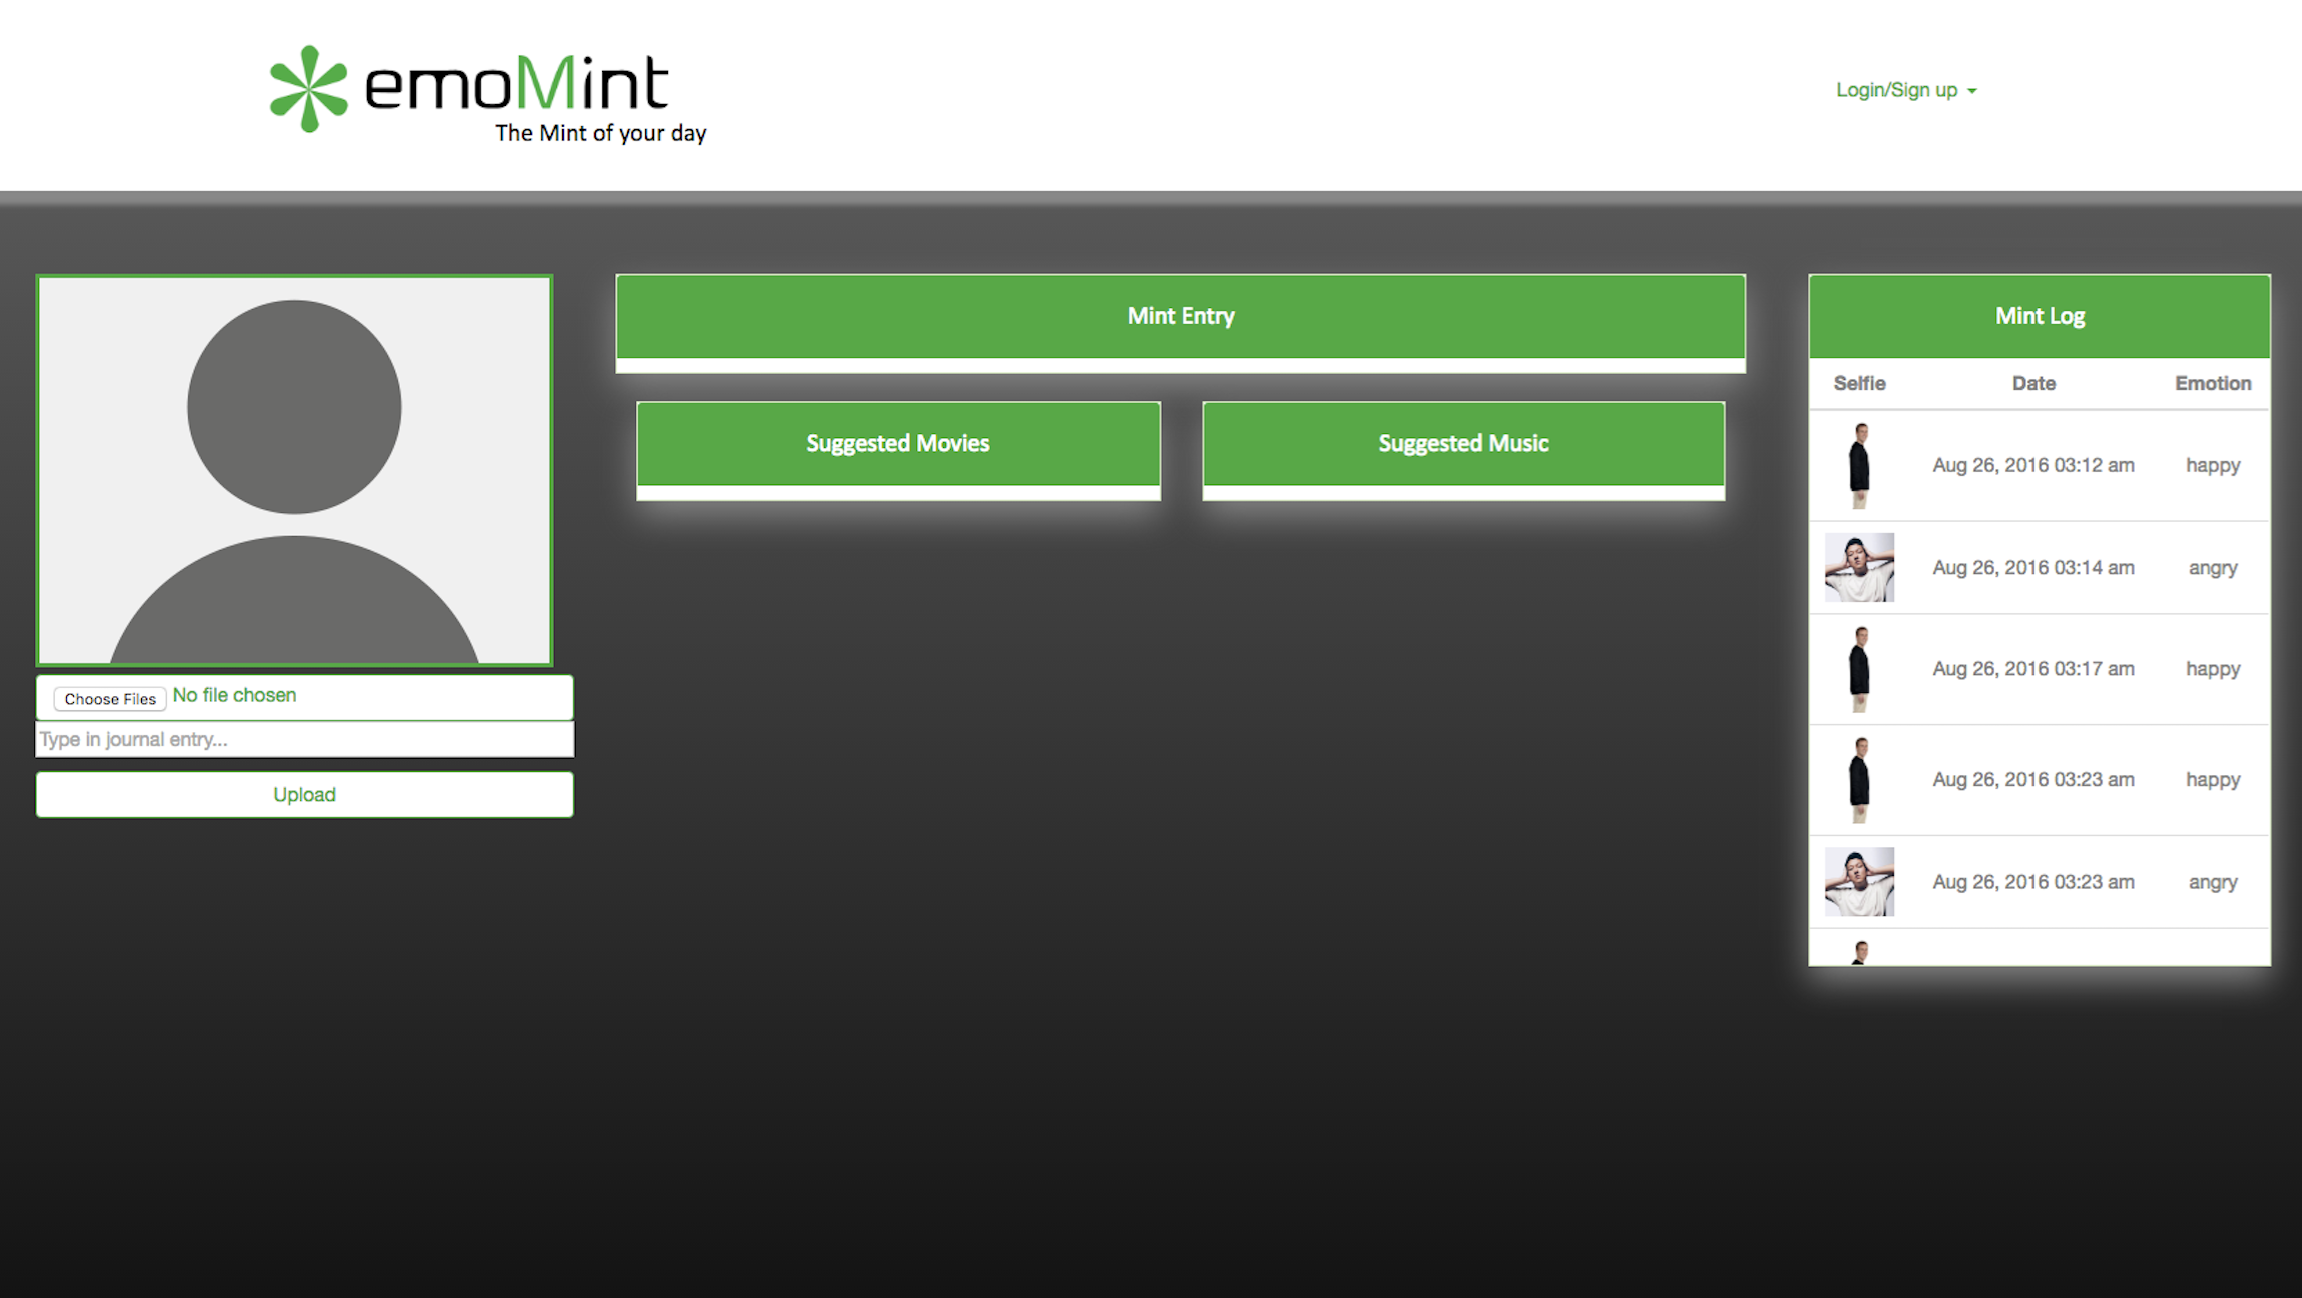 emoMint
The Mint of your day
Login/Sign up
Choose Files No file chosen
Type in journal entry...
Upload
Mint Entry
Suggested Movies
Suggested Music
Mint Log
Selfie Date Emotion
Aug 26, 2016 03:12 am happy
Aug 26, 2016 03:14 am angry
Aug 26, 2016 03:17 am happy
Aug 26, 2016 03:23 am happy
Aug 26, 2016 03:23 am angry